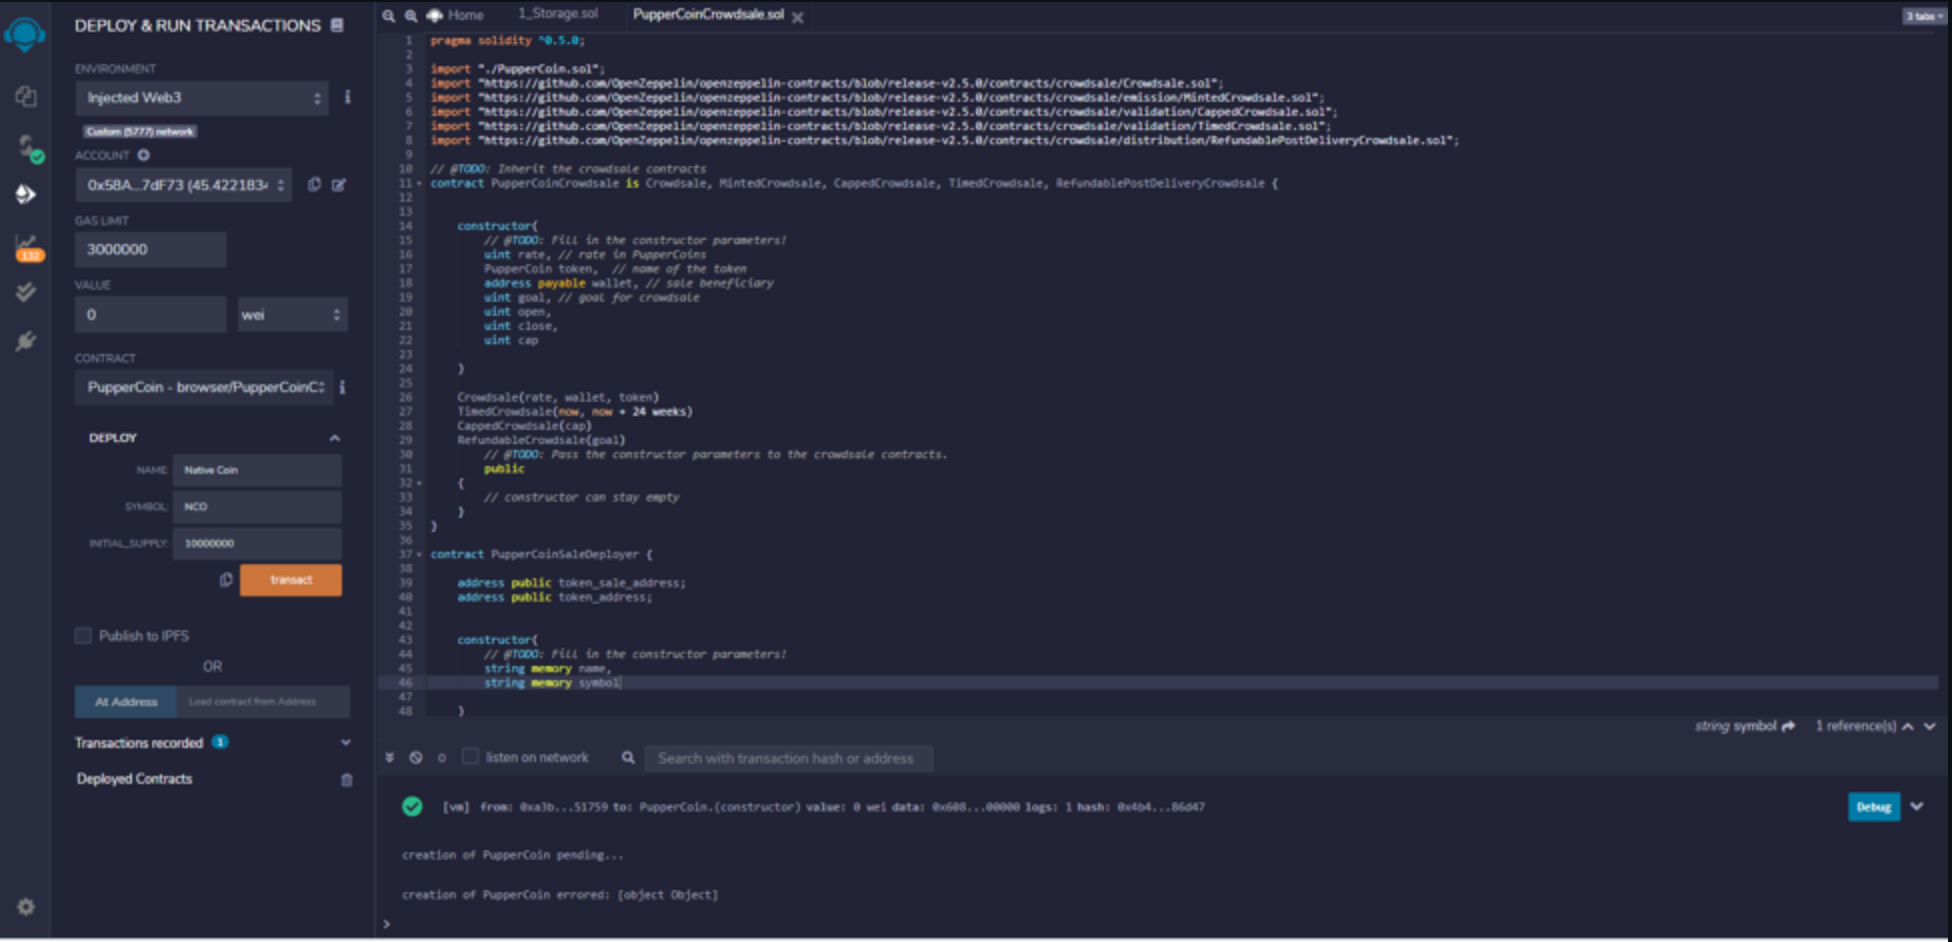 DEPLOY & RUN TRANSACTIONS
ENVIRONMENT
Injected Web3
Custom (5777) network
ACCOUNT
0x58A...7dF73 (45.422183
GAS LIMIT
3000000
VALUE
0
wei
CONTRACT
PupperCoin - browser/PupperCoinC
DEPLOY
NAME:
Native Coin
SYMBOL:
NCO
INITIAL_SUPPLY:
10000000
transact
Publish to IPFS
OR
At Address
Load contract from Address
Transactions recorded 1
Deployed Contracts
132
Home
1_Storage.sol
PupperCoinCrowdsale.sol
3 tabs
1 pragma solidity ^0.5.0;
2
3 import "./PupperCoin.sol";
4 import "https://github.com/OpenZeppelin/openzeppelin-contracts/blob/release-v2.5.0/contracts/crowdsale/Crowdsale.sol";
5 import "https://github.com/OpenZeppelin/openzeppelin-contracts/blob/release-v2.5.0/contracts/crowdsale/emission/MintedCrowdsale.sol";
6 import "https://github.com/OpenZeppelin/openzeppelin-contracts/blob/release-v2.5.0/contracts/crowdsale/validation/CappedCrowdsale.sol";
7 import "https://github.com/OpenZeppelin/openzeppelin-contracts/blob/release-v2.5.0/contracts/crowdsale/validation/TimedCrowdsale.sol";
8 import "https://github.com/OpenZeppelin/openzeppelin-contracts/blob/release-v2.5.0/contracts/crowdsale/distribution/RefundablePostDeliveryCrowdsale.sol";
9
10 // @TODO: Inherit the crowdsale contracts
11 contract PupperCoinCrowdsale is Crowdsale, MintedCrowdsale, CappedCrowdsale, TimedCrowdsale, RefundablePostDeliveryCrowdsale {
12
13
14 constructor(
15 // @TODO: Fill in the constructor parameters!
16 uint rate, // rate in PupperCoins
17 PupperCoin token, // name of the token
18 address payable wallet, // sale beneficiary
19 uint goal, // goal for crowdsale
20 uint open,
21 uint close,
22 uint cap
23
24 )
25
26 Crowdsale(rate, wallet, token)
27 TimedCrowdsale(now, now + 24 weeks)
28 CappedCrowdsale(cap)
29 RefundableCrowdsale(goal)
30 // @TODO: Pass the constructor parameters to the crowdsale contracts.
31 public
32 {
33 // constructor can stay empty
34 }
35 }
36
37 contract PupperCoinSaleDeployer {
38
39 address public token_sale_address;
40 address public token_address;
41
42
43 constructor(
44 // @TODO: Fill in the constructor parameters!
45 string memory name,
46 string memory symbol
47
48 )
string symbol 1 reference(s)
0 listen on network
Search with transaction hash or address
[vm] from: 0xa3b...51759 to: PupperCoin.(constructor) value: 0 wei data: 0x608...00000 logs: 1 hash: 0x4b4...86d47
Debug
creation of PupperCoin pending...
creation of PupperCoin errored: [object Object]
>